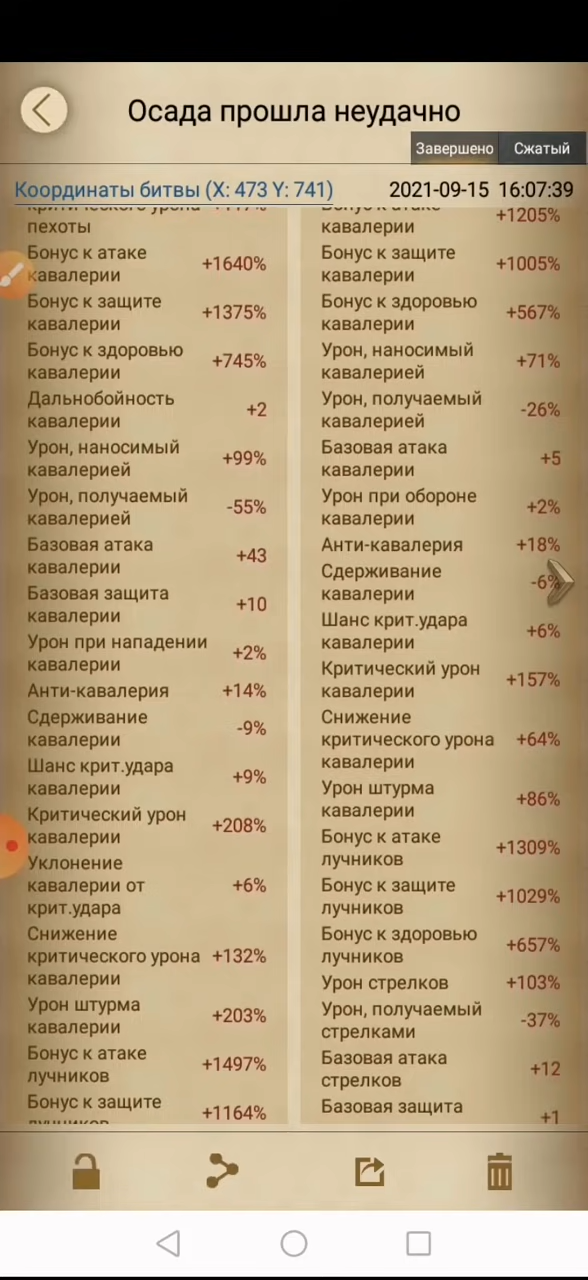 Осада прошла неудачно
Завершено
Сжатый
Координаты битвы (X: 473 Y: 741)
2021-09-15 16:07:39
пехоты
Бонус к атаке
кавалерии
+1640%
Бонус к защите
кавалерии
+1375%
Бонус к здоровью
кавалерии
+745%
Дальнобойность
кавалерии
+2
Урон, наносимый
кавалерией
+99%
Урон, получаемый
кавалерией
-55%
Базовая атака
кавалерии
+43
Базовая защита
кавалерии
+10
Урон при нападении
кавалерии
+2%
Анти-кавалерия
+14%
Сдерживание
кавалерии
-9%
Шанс крит.удара
кавалерии
+9%
Критический урон
кавалерии
+208%
Уклонение
кавалерии от
крит.удара
+6%
Снижение
критического урона
кавалерии
+132%
Урон штурма
кавалерии
+203%
Бонус к атаке
лучников
+1497%
Бонус к защите
лучников
+1164%
Бонус к атаке
кавалерии
+1205%
Бонус к защите
кавалерии
+1005%
Бонус к здоровью
кавалерии
+567%
Урон, наносимый
кавалерией
+71%
Урон, получаемый
кавалерией
-26%
Базовая атака
кавалерии
+5
Урон при обороне
кавалерии
+2%
Анти-кавалерия
+18%
Сдерживание
кавалерии
-6%
Шанс крит.удара
кавалерии
+6%
Критический урон
кавалерии
+157%
Снижение
критического урона
кавалерии
+64%
Урон штурма
кавалерии
+86%
Бонус к атаке
лучников
+1309%
Бонус к защите
лучников
+1029%
Бонус к здоровью
лучников
+657%
Урон стрелков
+103%
Урон, получаемый
стрелками
-37%
Базовая атака
стрелков
+12
Базовая защита
+1